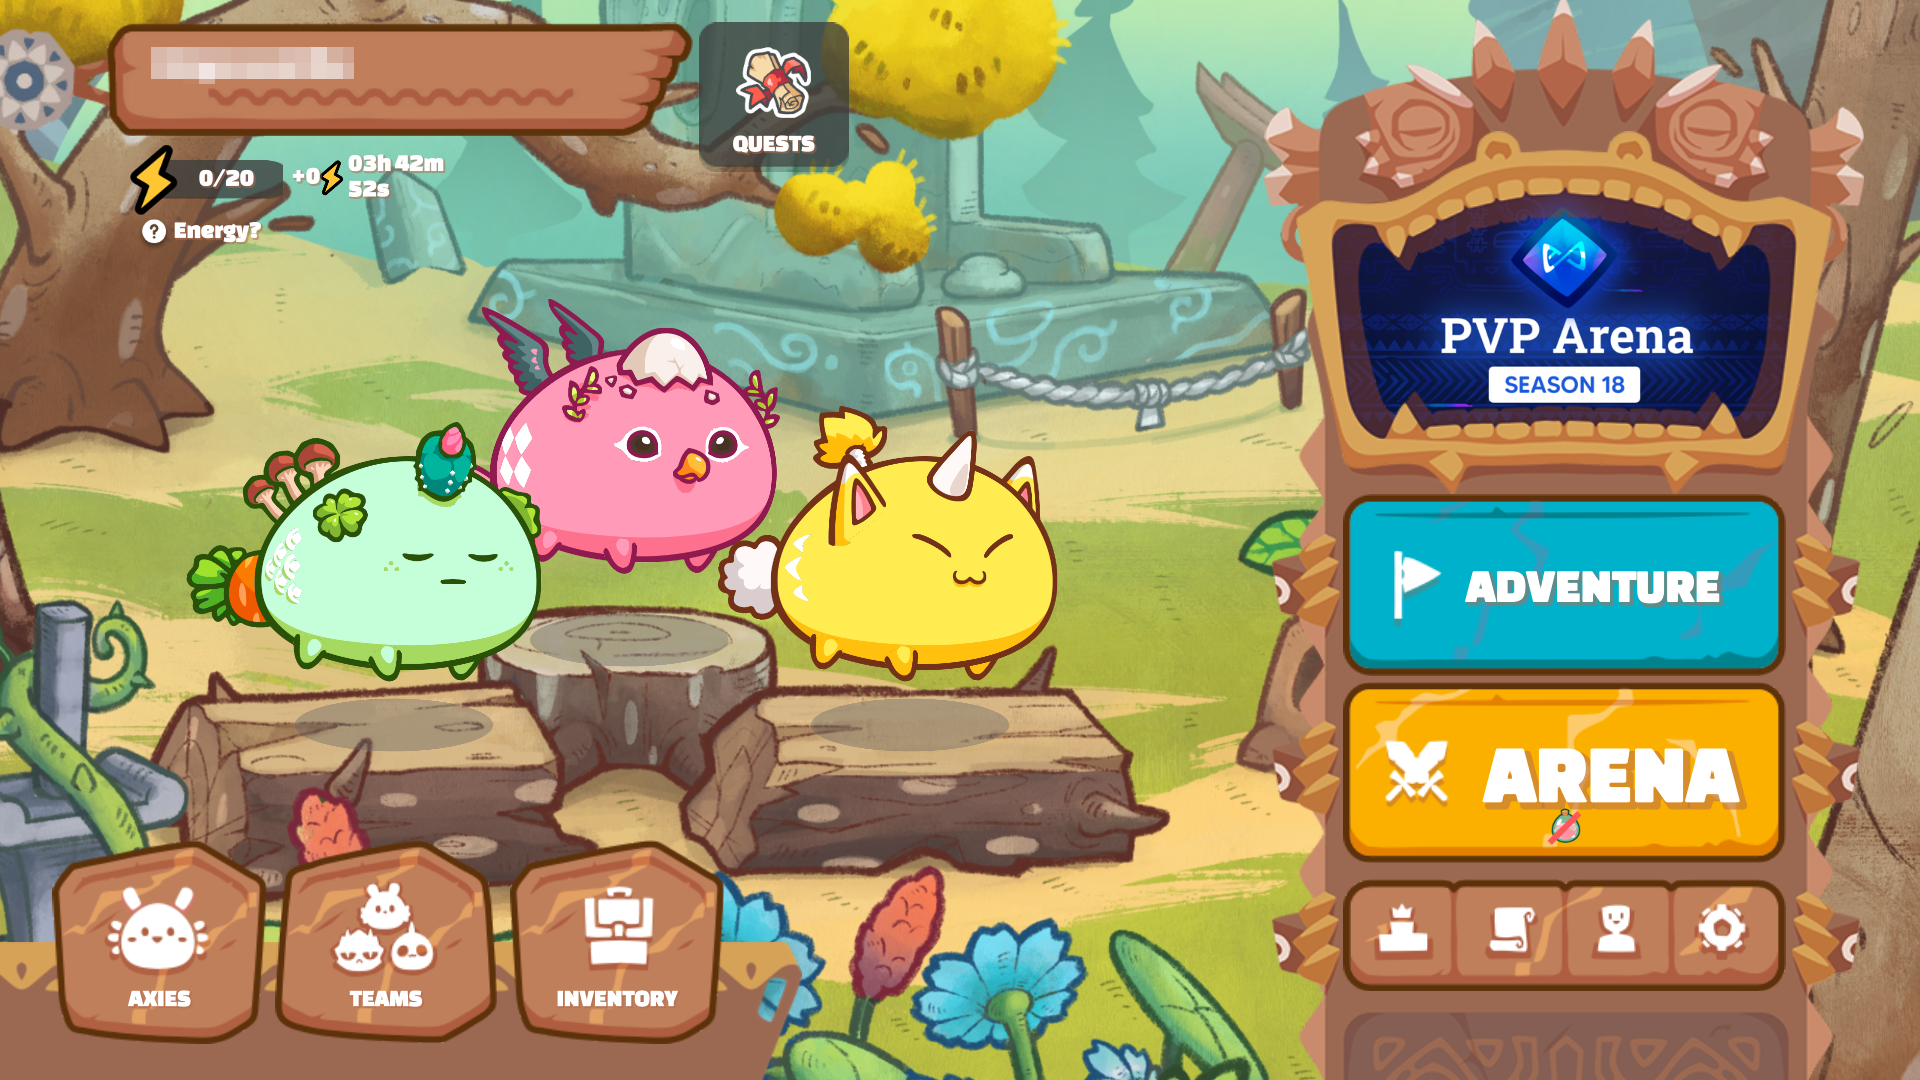 QUESTS
0/20
+0
03h 42m
52s
? Energy?
PVP Arena
SEASON 18
ADVENTURE
ARENA
AXIES
TEAMS
INVENTORY